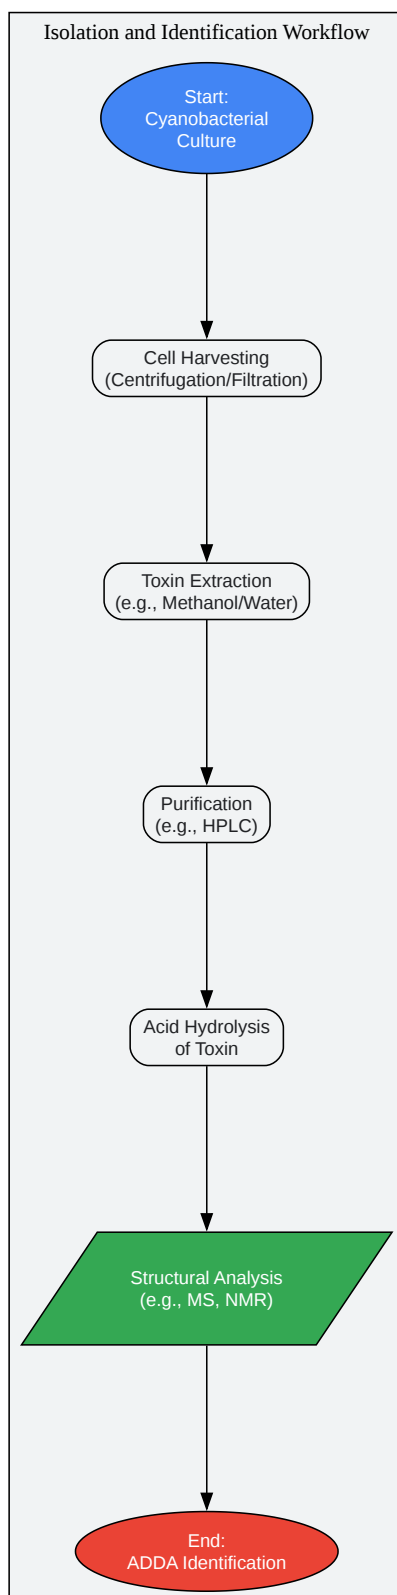 Isolation and Identification Workflow
Start:
Cyanobacterial
Culture
Cell Harvesting
(Centrifugation/Filtration)
Toxin Extraction
(e.g., Methanol/Water)
Purification
(e.g., HPLC)
Acid Hydrolysis
of Toxin
Structural Analysis
(e.g., MS, NMR)
End:
ADDA Identification